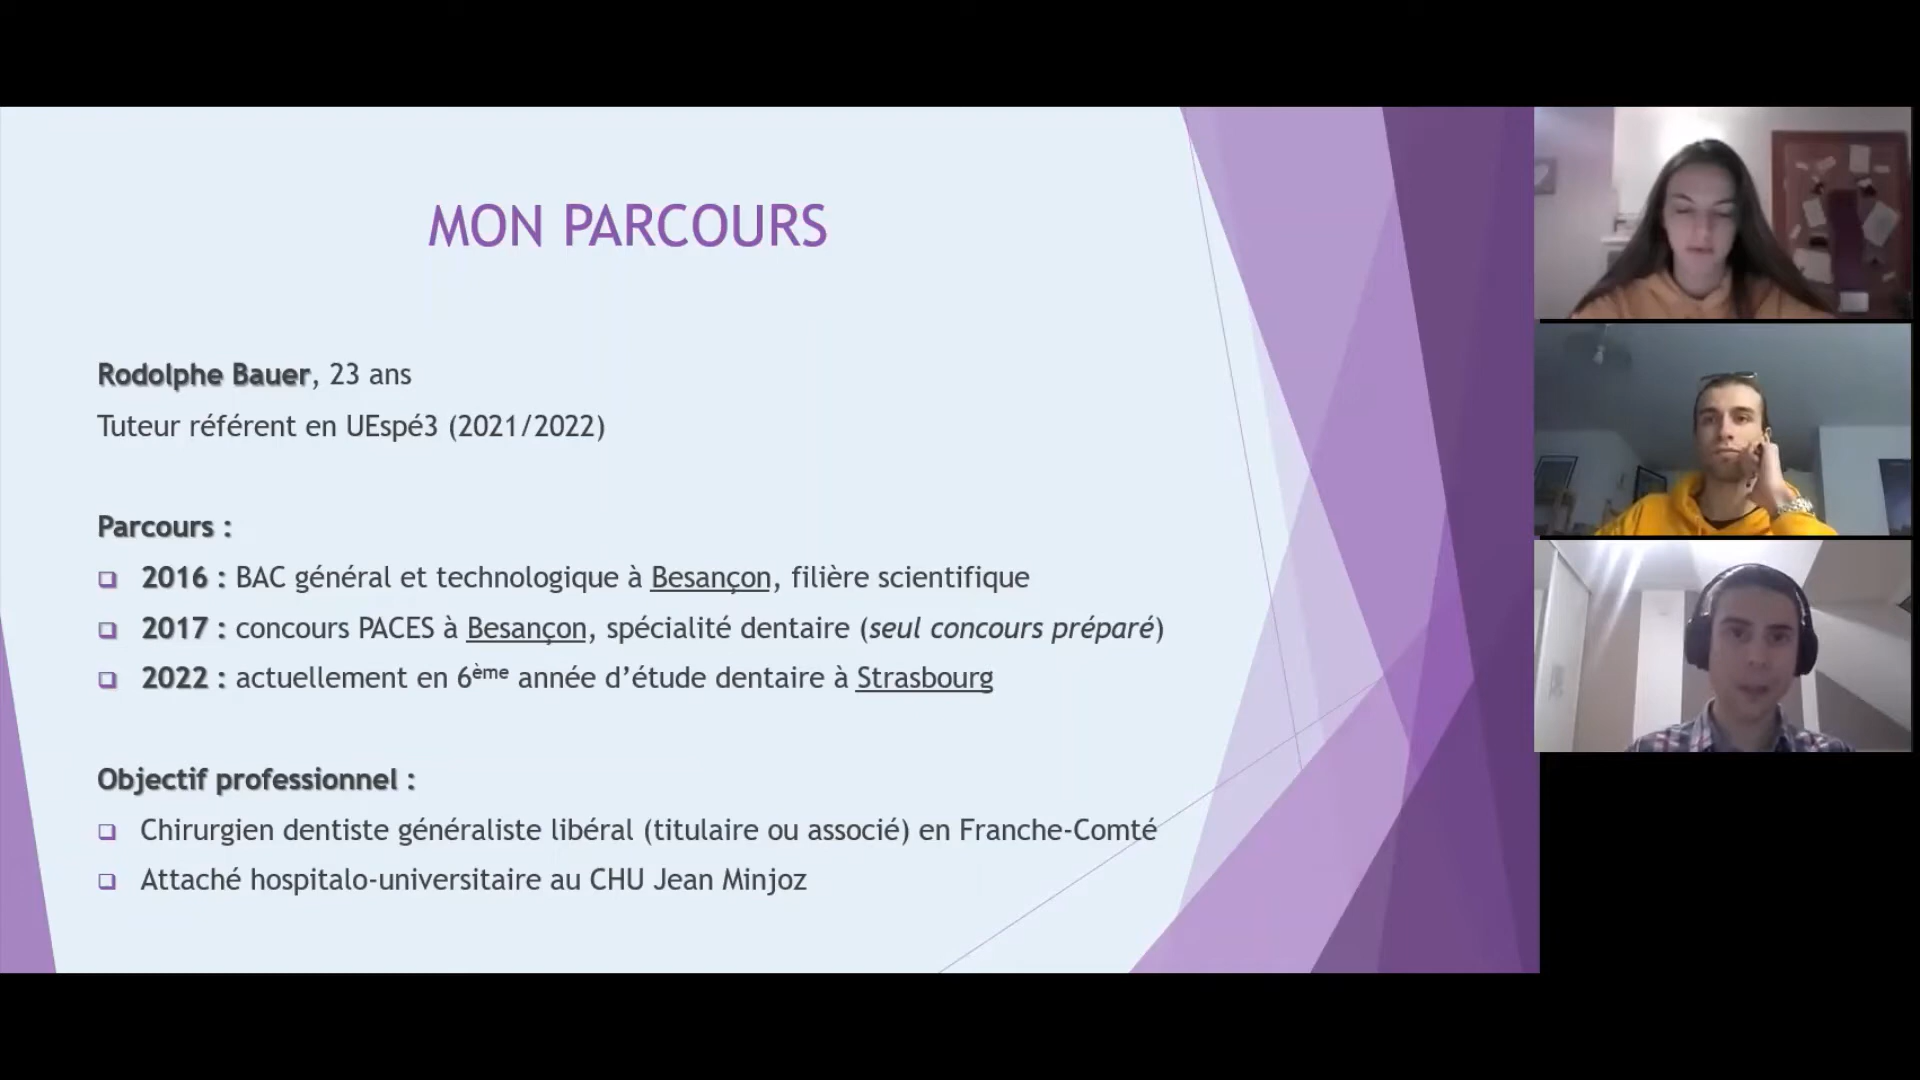 MON PARCOURS
Rodolphe Bauer, 23 ans
Tuteur référent en UEspé3 (2021/2022)
Parcours :
❑ 2016 : BAC général et technologique à Besançon, filière scientifique
❑ 2017 : concours PACES à Besançon, spécialité dentaire (seul concours préparé)
❑ 2022 : actuellement en 6ème année d’étude dentaire à Strasbourg
Objectif professionnel :
❑ Chirurgien dentiste généraliste libéral (titulaire ou associé) en Franche-Comté
❑ Attaché hospitalo-universitaire au CHU Jean Minjoz